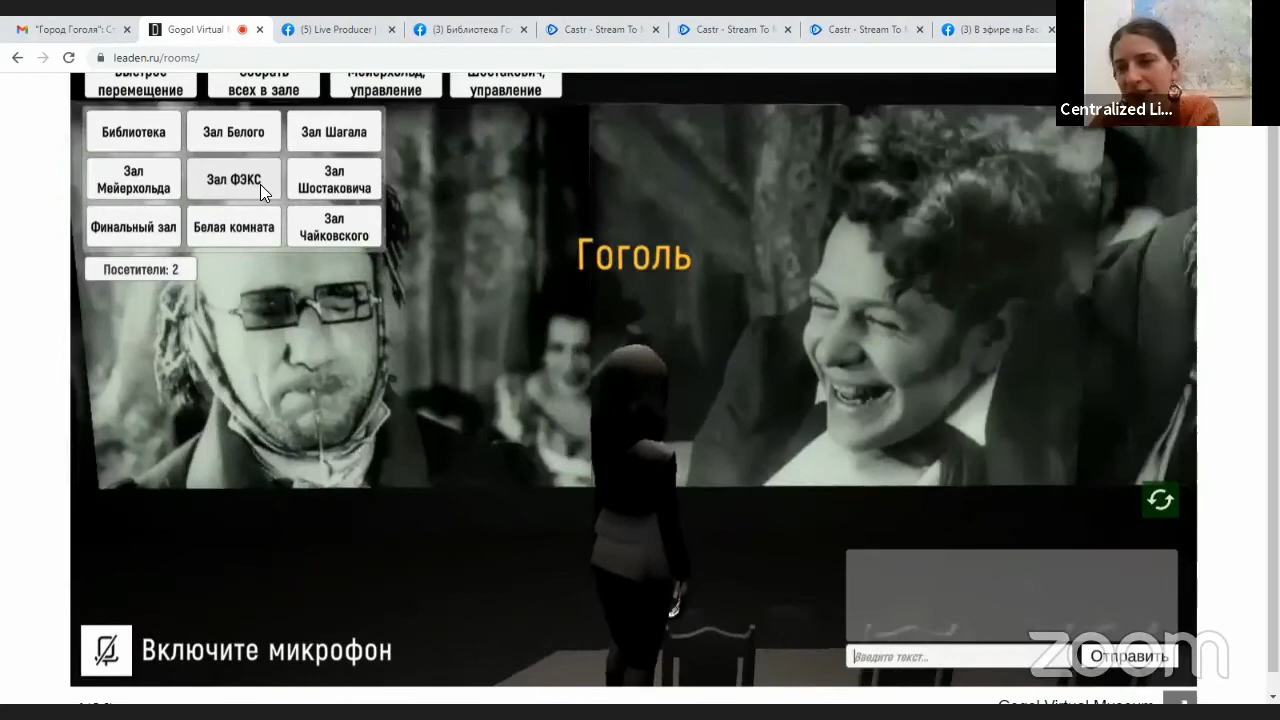 "Город Гоголя": С
Gogol Virtual M
(5) Live Producer |
(3) Библиотека Го
Castr - Stream To M
Castr - Stream To M
Castr - Stream To M
(3) В эфире на Fac
leaden.ru/rooms/
Centralized Li...
Быстрое перемещение
Собрать всех в зале
Мейерхольд, управление
Шостакович, управление
Библиотека
Зал Белого
Зал Шагала
Зал Мейерхольда
Зал ФЭКС
Зал Шостаковича
Финальный зал
Белая комната
Зал Чайковского
Посетители: 2
Гоголь
Включите микрофон
Введите текст...
Отправить
zoom